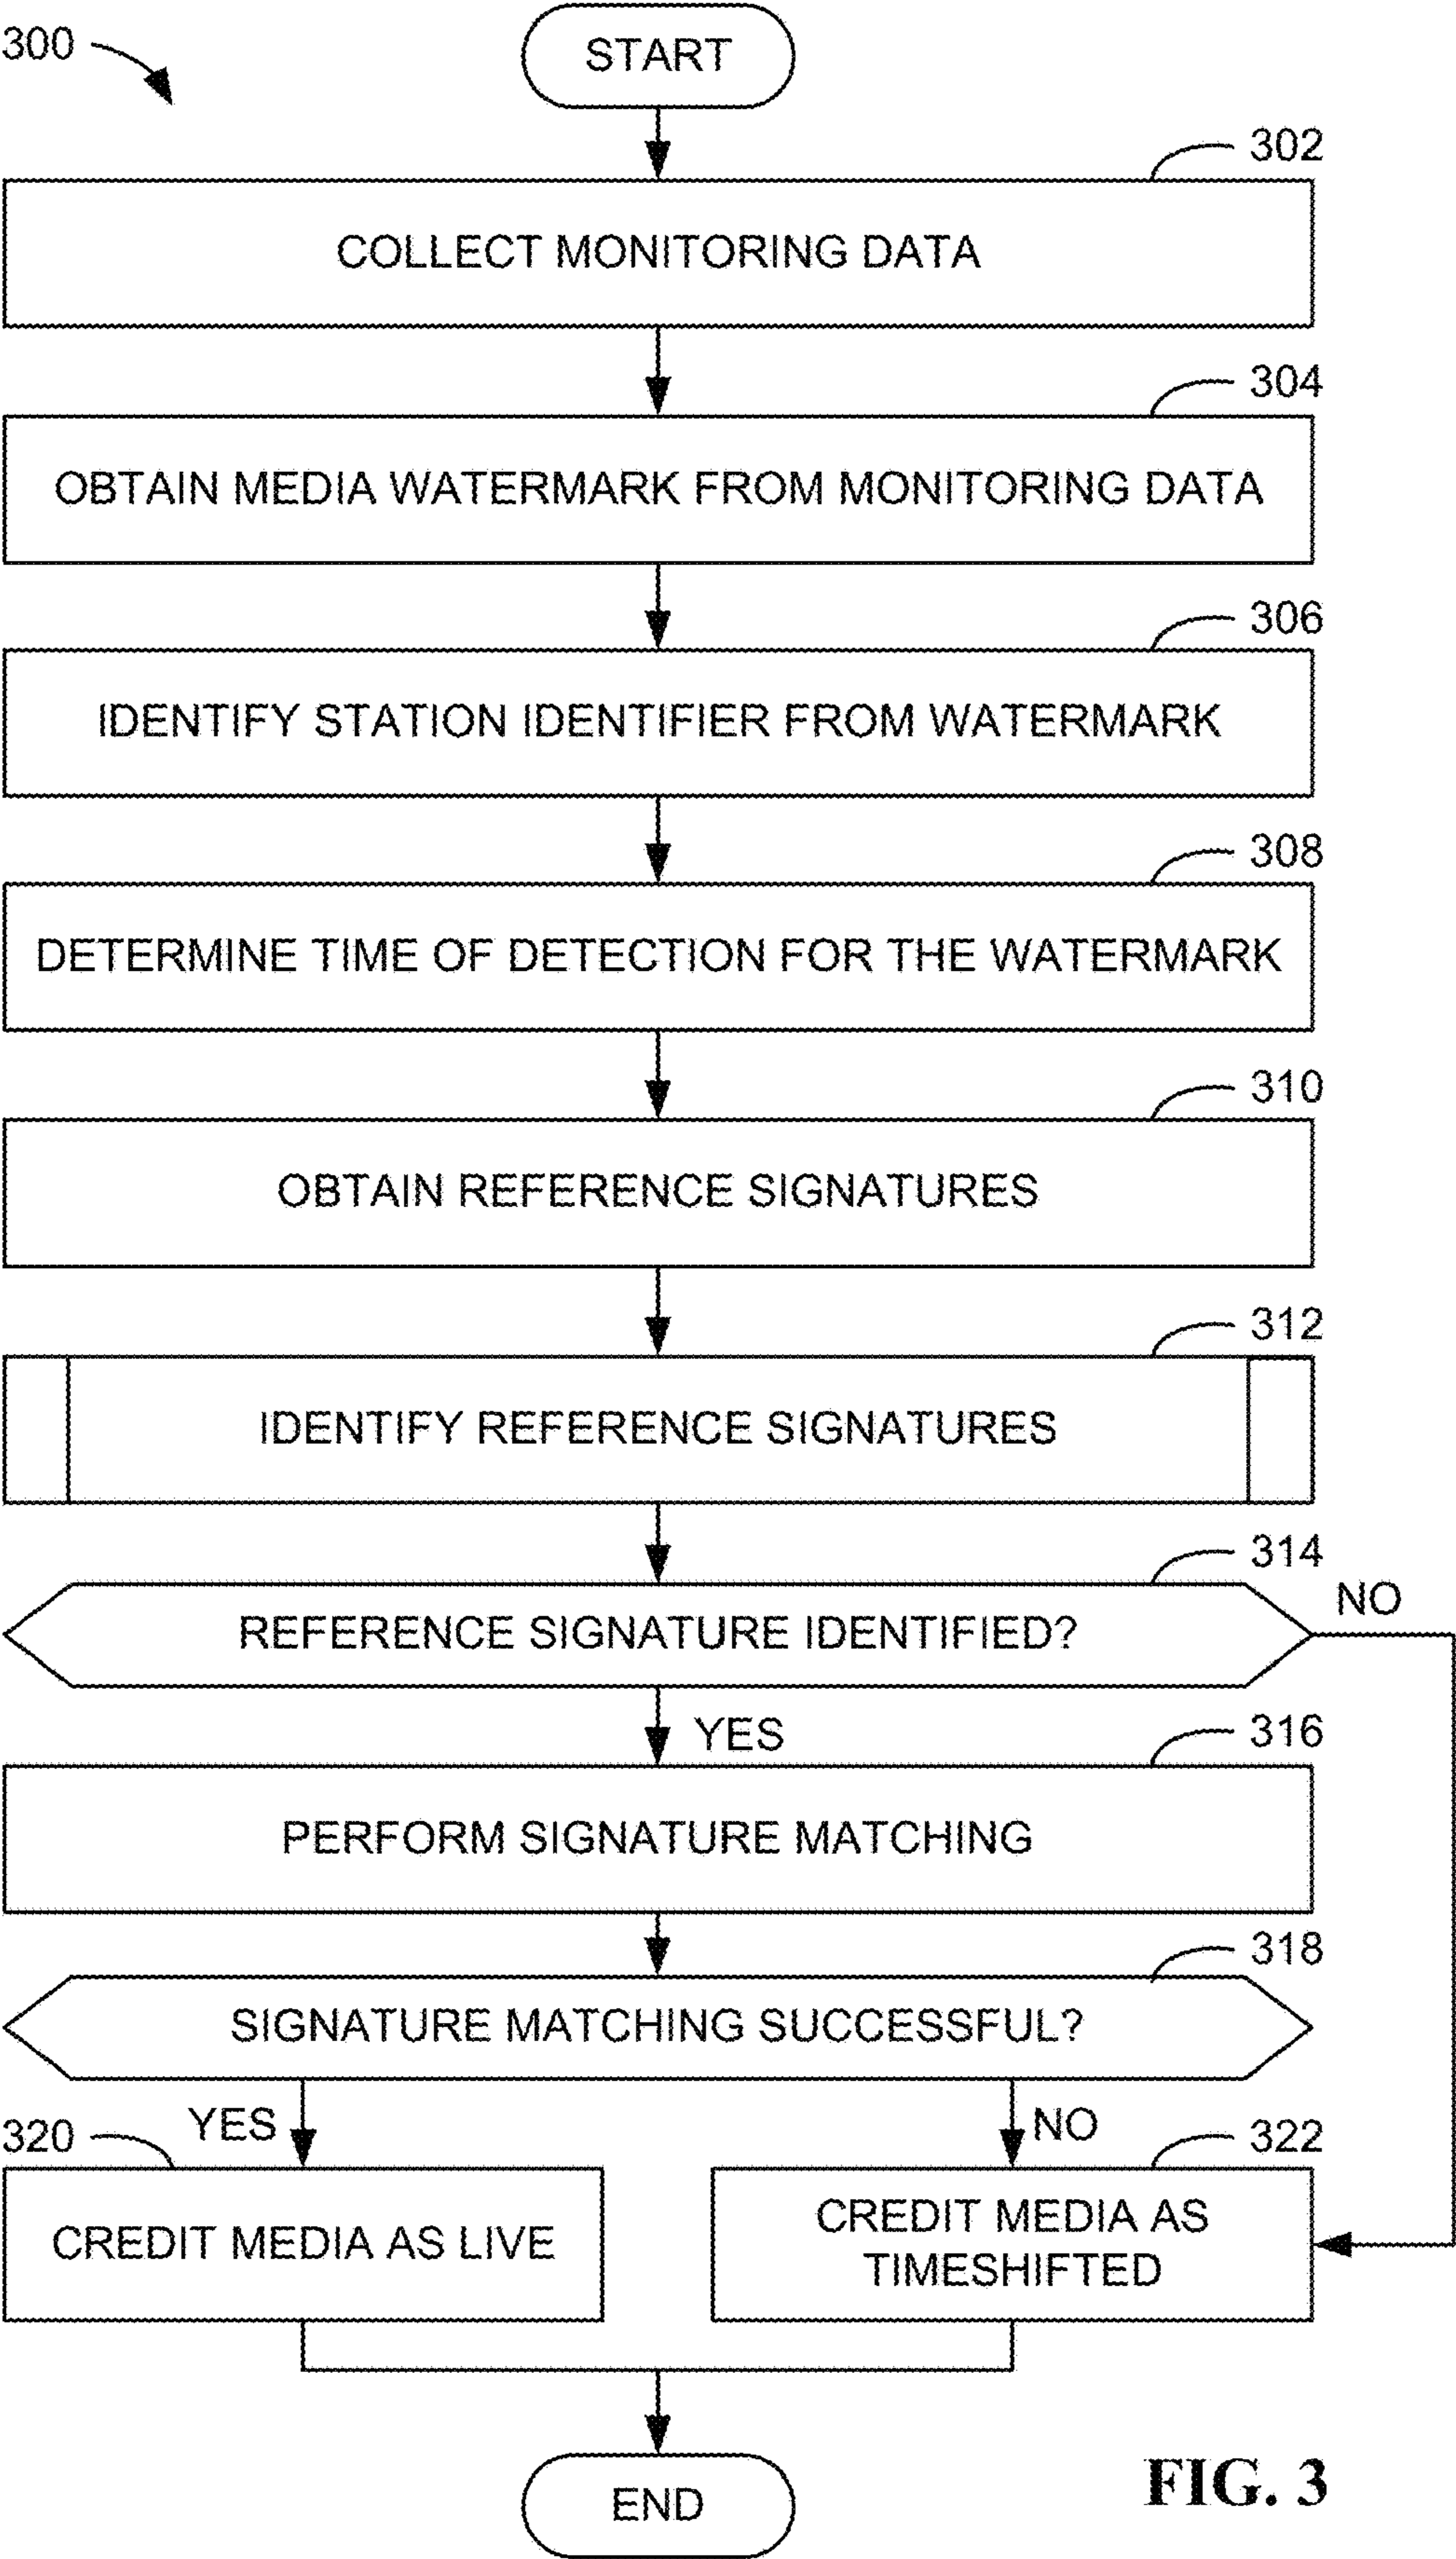 300
START
302
COLLECT MONITORING DATA
304
OBTAIN MEDIA WATERMARK FROM MONITORING DATA
306
IDENTIFY STATION IDENTIFIER FROM WATERMARK
308
DETERMINE TIME OF DETECTION FOR THE WATERMARK
310
OBTAIN REFERENCE SIGNATURES
312
IDENTIFY REFERENCE SIGNATURES
314
REFERENCE SIGNATURE IDENTIFIED?
NO
YES
316
PERFORM SIGNATURE MATCHING
318
SIGNATURE MATCHING SUCCESSFUL?
YES
NO
320
CREDIT MEDIA AS LIVE
322
CREDIT MEDIA AS
TIMESHIFTED
END
FIG. 3